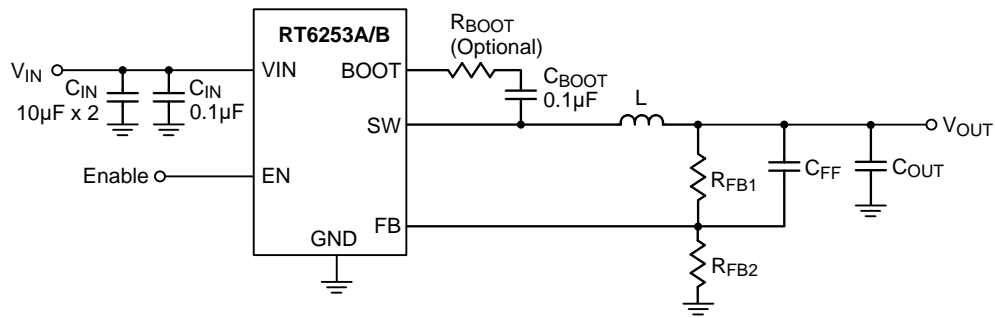 RT6253A/B
RBOOT
(Optional)
VIN
VIN
BOOT
CBOOT
0.1µF
CIN
10µF x 2
CIN
0.1µF
L
SW
VOUT
Enable
EN
RFB1
CFF
COUT
FB
GND
RFB2